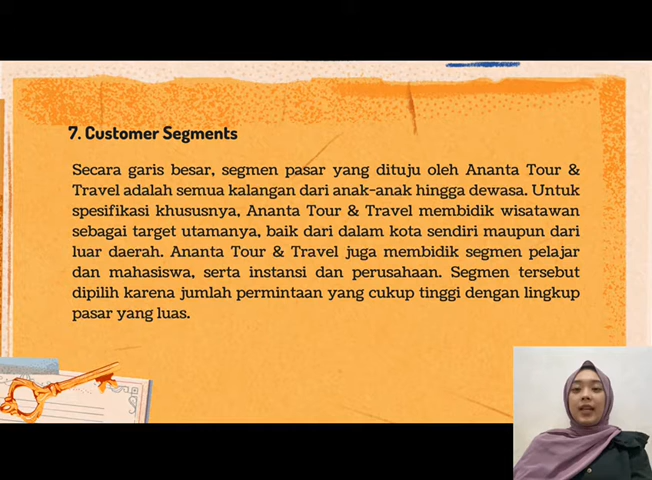 7. Customer Segments
Secara garis besar, segmen pasar yang dituju oleh Ananta Tour &
Travel adalah semua kalangan dari anak-anak hingga dewasa. Untuk
spesifikasi khususnya, Ananta Tour & Travel membidik wisatawan
sebagai target utamanya, baik dari dalam kota sendiri maupun dari
luar daerah. Ananta Tour & Travel juga membidik segmen pelajar
dan mahasiswa, serta instansi dan perusahaan. Segmen tersebut
dipilih karena jumlah permintaan yang cukup tinggi dengan lingkup
pasar yang luas.